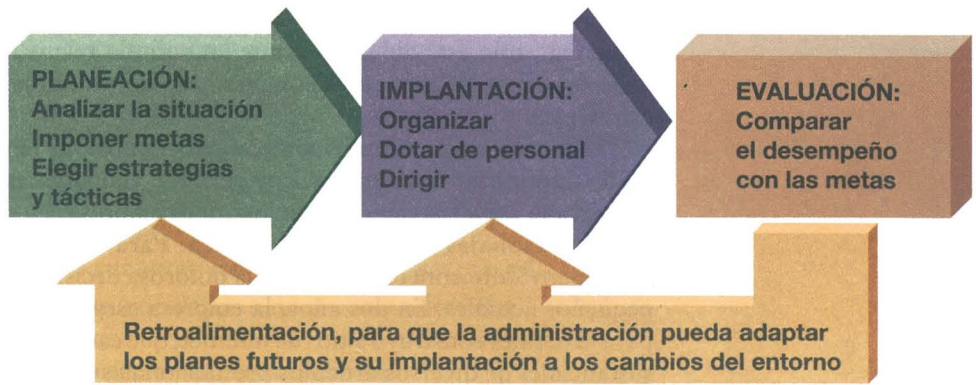 PLANEACIÓN:
Analizar la situación
Imponer metas
Elegir estrategias
y tácticas
IMPLANTACIÓN:
Organizar
Dotar de personal
Dirigir
EVALUACIÓN:
Comparar
el desempeño
con las metas
Retroalimentación, para que la administración pueda adaptar
los planes futuros y su implantación a los cambios del entorno